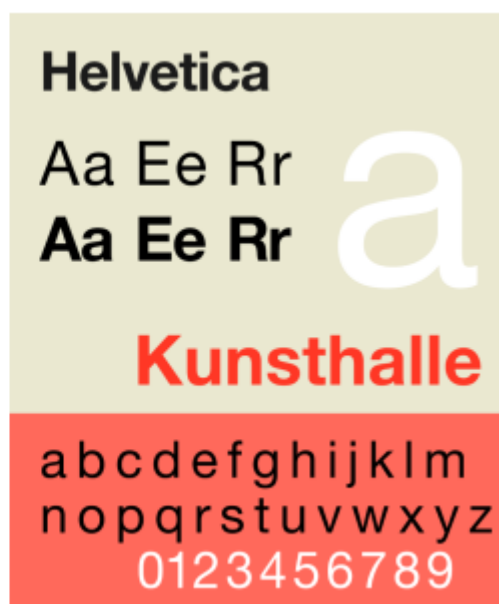 Helvetica
Aa Ee Rr
Aa Ee Rr
a
Kunsthalle
abcdefghijklm
nopqrstuvwxyz
0123456789